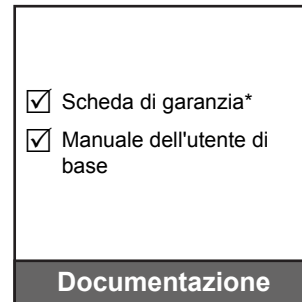 Scheda di garanzia*
Manuale dell'utente di
base
Documentazione